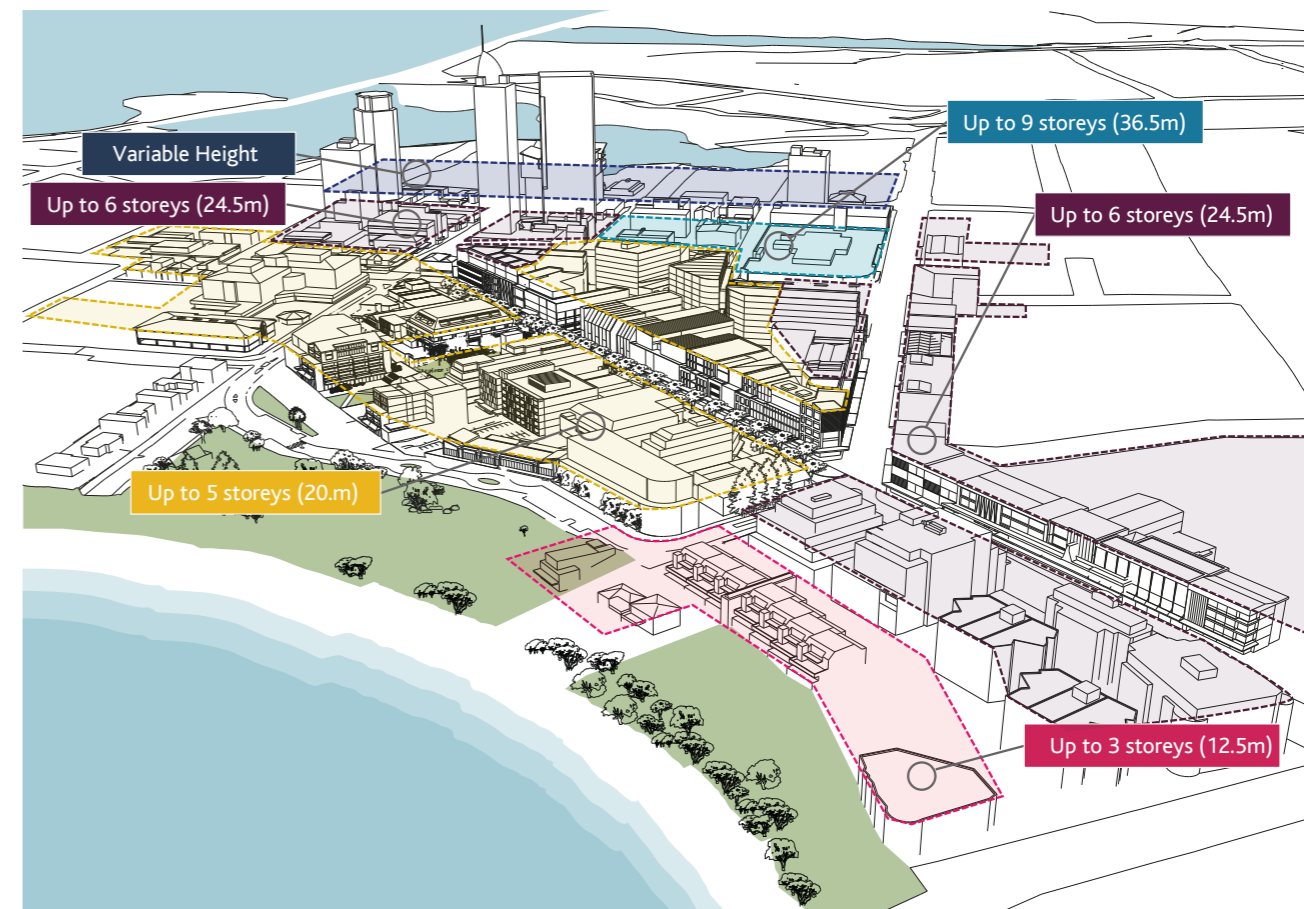 Up to 9 storeys (36.5m)
Variable Height
Up to 6 storeys (24.5m)
Up to 6 storeys (24.5m)
Up to 5 storeys (20.m)
Up to 3 storeys (12.5m)